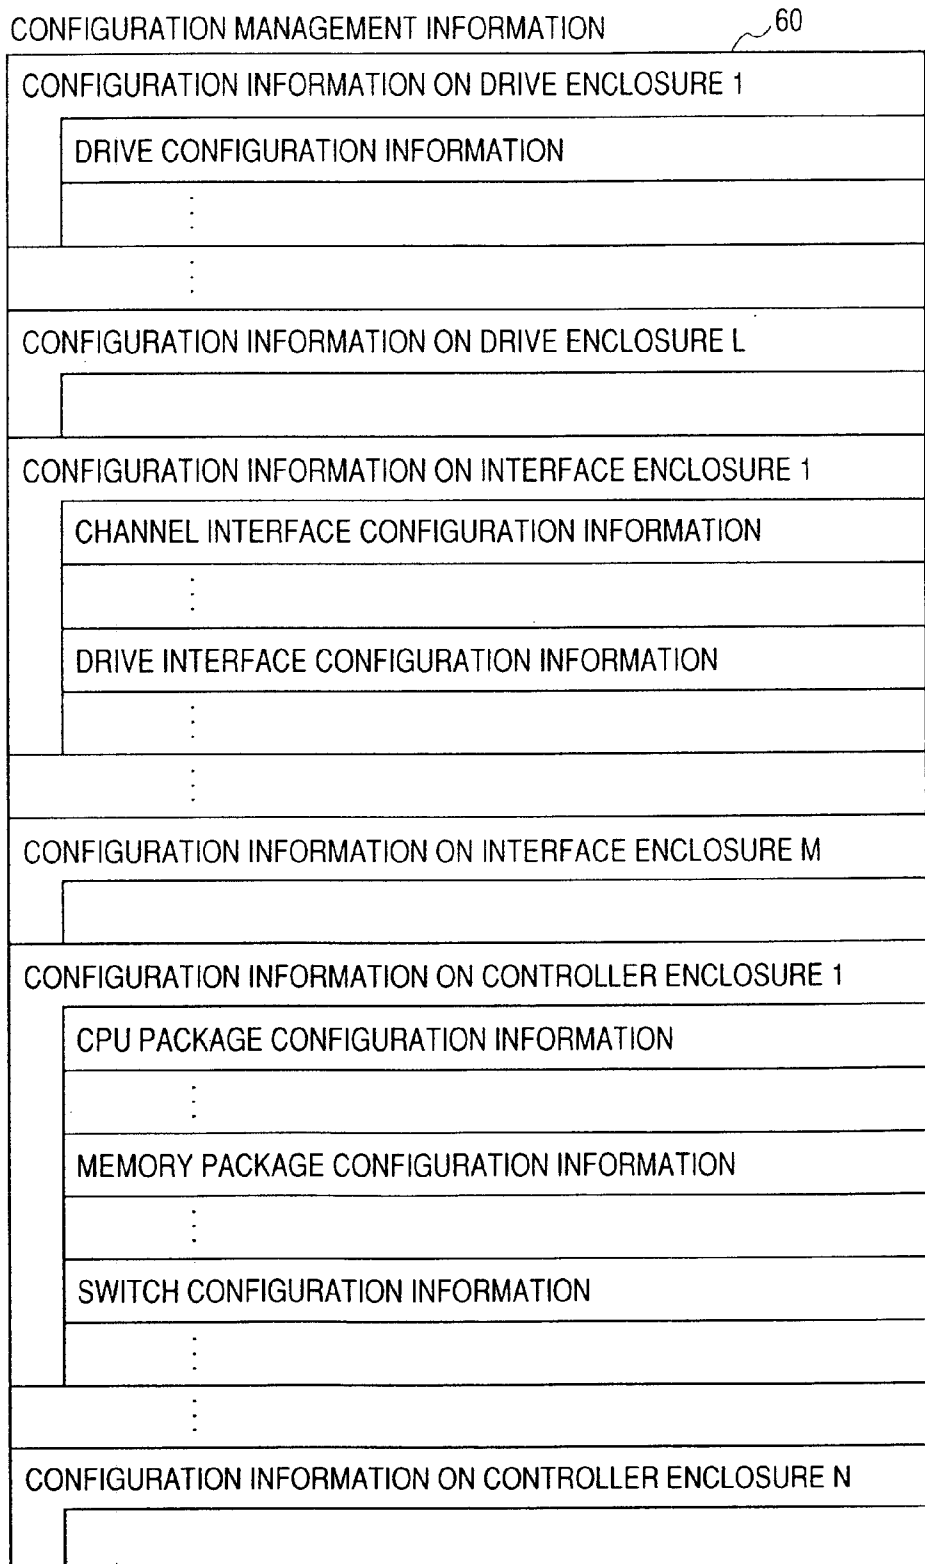 CONFIGURATION MANAGEMENT INFORMATION
60
CONFIGURATION INFORMATION ON DRIVE ENCLOSURE 1
DRIVE CONFIGURATION INFORMATION
CONFIGURATION INFORMATION ON DRIVE ENCLOSURE L
CONFIGURATION INFORMATION ON INTERFACE ENCLOSURE 1
CHANNEL INTERFACE CONFIGURATION INFORMATION
DRIVE INTERFACE CONFIGURATION INFORMATION
CONFIGURATION INFORMATION ON INTERFACE ENCLOSURE M
CONFIGURATION INFORMATION ON CONTROLLER ENCLOSURE 1
CPU PACKAGE CONFIGURATION INFORMATION
MEMORY PACKAGE CONFIGURATION INFORMATION
SWITCH CONFIGURATION INFORMATION
CONFIGURATION INFORMATION ON CONTROLLER ENCLOSURE N